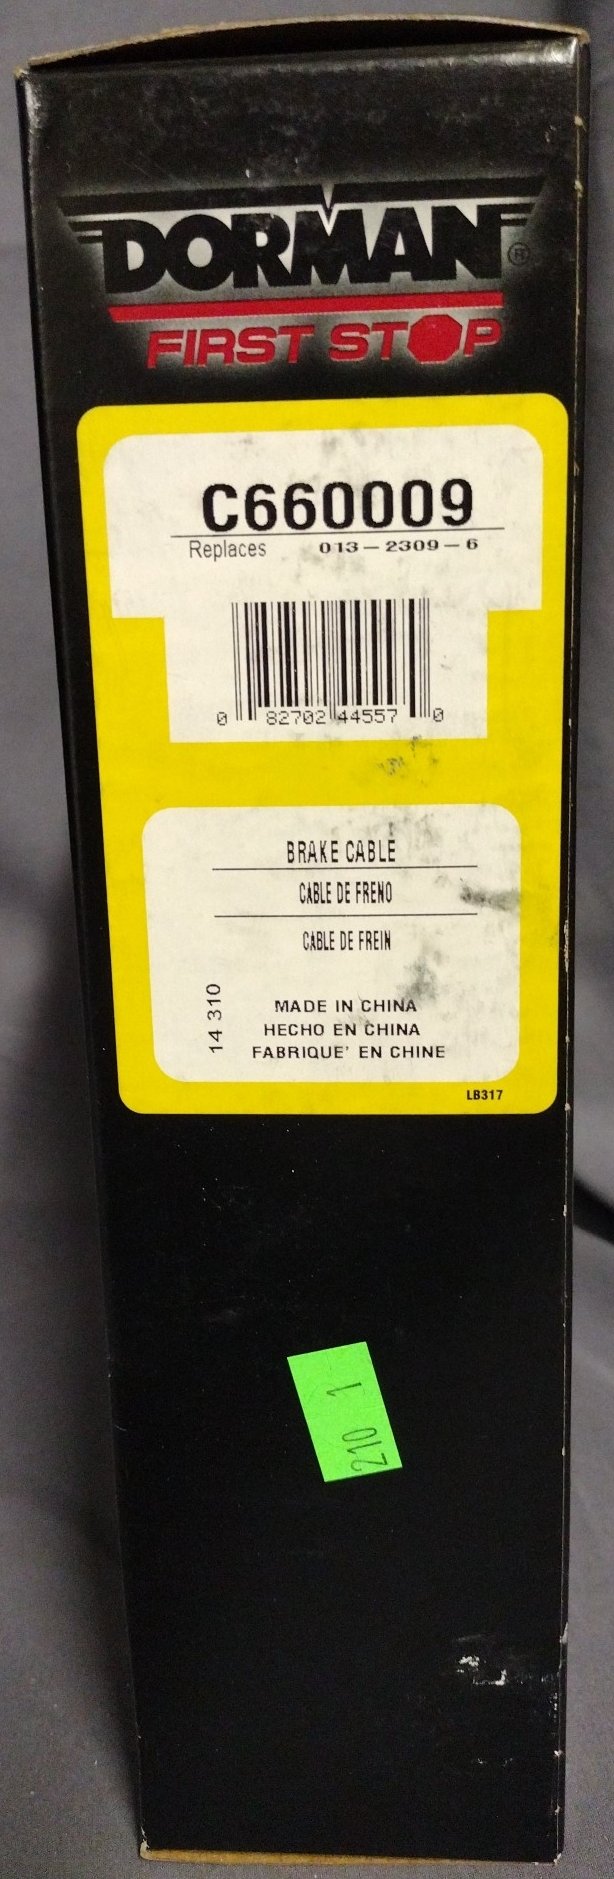 DORMAN®
FIRST STOP
C660009
Replaces 013-2309-6
0 82702 44557 0
BRAKE CABLE
CABLE DE FRENO
CABLE DE FREIN
14 310
MADE IN CHINA
HECHO EN CHINA
FABRIQUE' EN CHINE
LB317
210 1